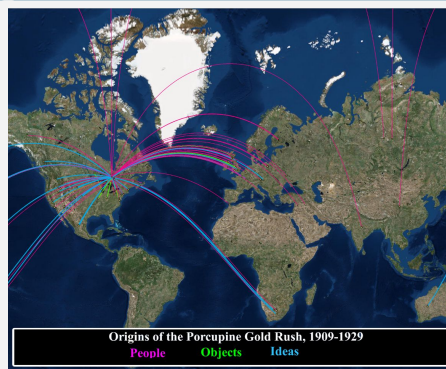 Origins of the Porcupine Gold Rush, 1909-1929
People Objects Ideas